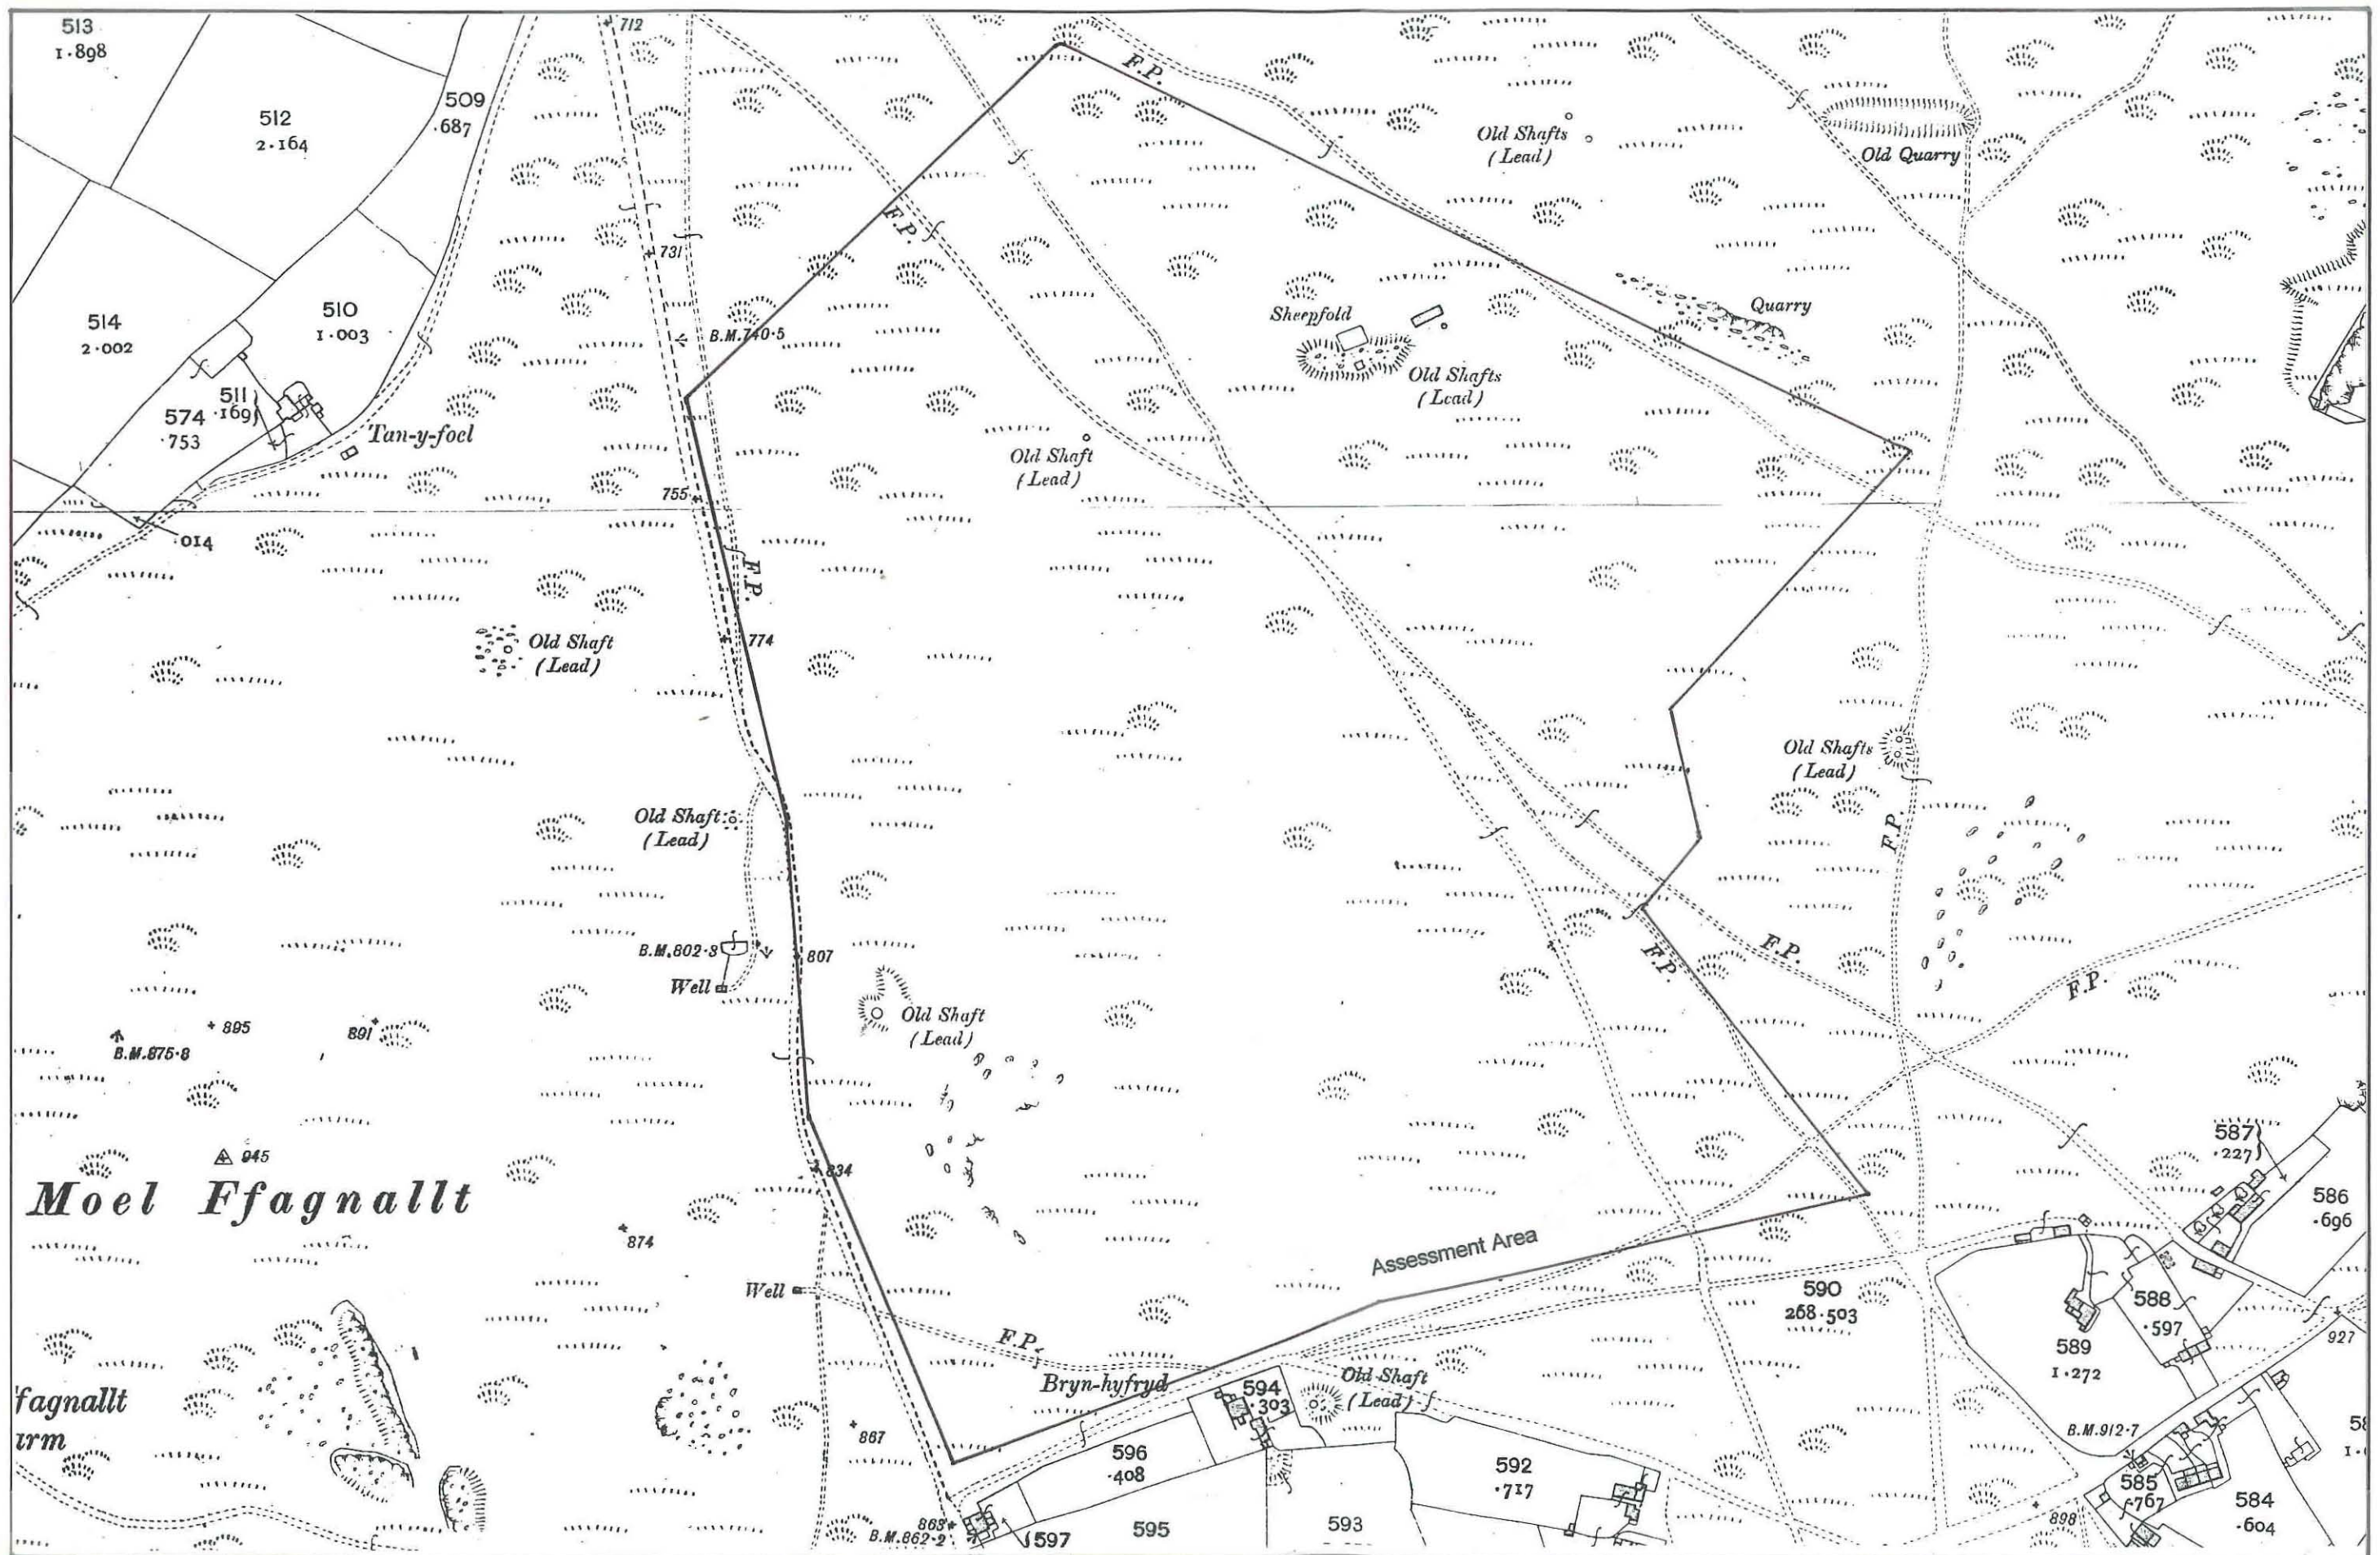 513
1.898
512
2.164
509
.687
712
F.P.
Old Shafts
(Lead)
Old Quarry
F.P.
731
514
2.002
510
1.003
B.M.740.5
Sheepfold
Quarry
Old Shafts
(Lead)
511
.169
574
.753
Tan-y-foel
Old Shaft
(Lead)
755
.014
F.P.
774
Old Shaft
(Lead)
Old Shafts
(Lead)
Old Shaft
(Lead)
F.P.
B.M.802.3
807
Well
F.P.
F.P.
F.P.
895
891
B.M.875.8
Old Shaft
(Lead)
945
834
Moel Ffagnallt
874
587
.227
586
.696
Assessment Area
Well
590
268.503
588
.597
589
1.272
927
F.P.
Bryn-hyfryd
594
.303
Old Shaft
(Lead)
fagnallt
arm
867
596
.408
592
.717
B.M.912.7
585
.767
584
.604
58
1.
863
B.M.862.2
597
595
593
898